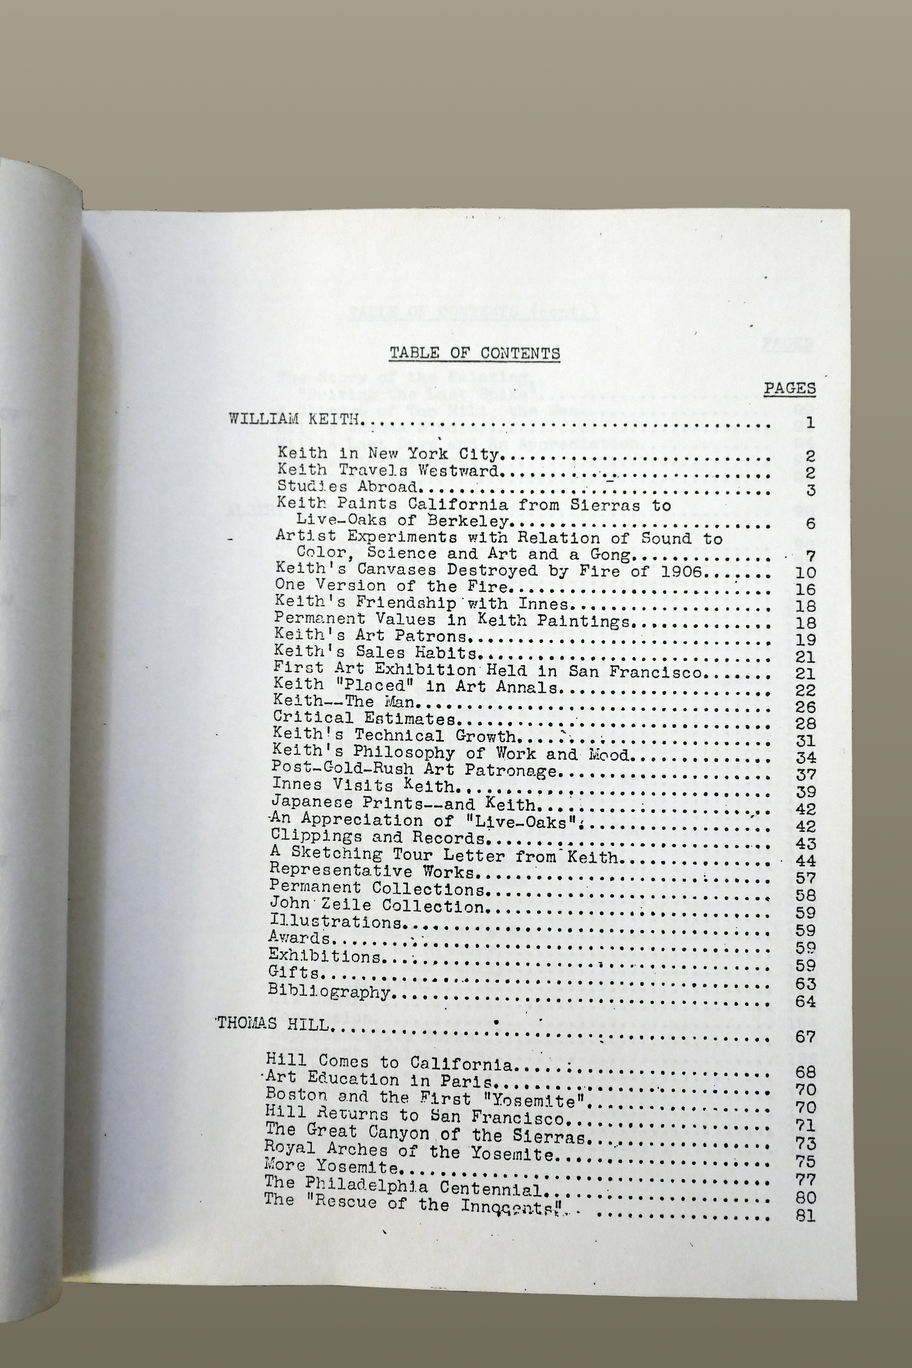 TABLE OF CONTENTS
PAGES
WILLIAM KEITH................................................. 1
Keith in New York City................................ 2
Keith Travels Westward................................ 2
Studies Abroad.......................................... 3
Keith Paints California from Sierras to
Live-Oaks of Berkeley............................... 6
Artist Experiments with Relation of Sound to
Color, Science and Art and a Gong................ 7
Keith's Canvases Destroyed by Fire of 1906........ 10
One Version of the Fire............................... 16
Keith's Friendship with Innes........................ 18
Permanent Values in Keith Paintings................. 18
Keith's Art Patrons.................................... 19
Keith's Sales Habits................................... 21
First Art Exhibition Held in San Francisco........ 21
Keith "Placed" in Art Annals......................... 22
Keith--The Man.......................................... 26
Critical Estimates..................................... 28
Keith's Technical Growth.............................. 31
Keith's Philosophy of Work and Mood................. 34
Post-Gold-Rush Art Patronage......................... 37
Innes Visits Keith..................................... 39
Japanese Prints--and Keith............................ 42
An Appreciation of "Live-Oaks"....................... 42
Clippings and Records.................................. 43
A Sketching Tour Letter from Keith.................. 44
Representative Works................................... 57
Permanent Collections.................................. 58
John Zeile Collection.................................. 59
Illustrations........................................... 59
Awards................................................... 59
Exhibitions.............................................. 59
Gifts..................................................... 63
Bibliography............................................. 64
THOMAS HILL.................................................... 67
Hill Comes to California............................... 68
Art Education in Paris................................. 70
Boston and the First "Yosemite"...................... 70
Hill Returns to San Francisco........................ 71
The Great Canyon of the Sierras...................... 73
Royal Arches of the Yosemite.......................... 75
More Yosemite............................................ 77
The Philadelphia Centennial........................... 80
The "Rescue of the Innocents"........................ 81